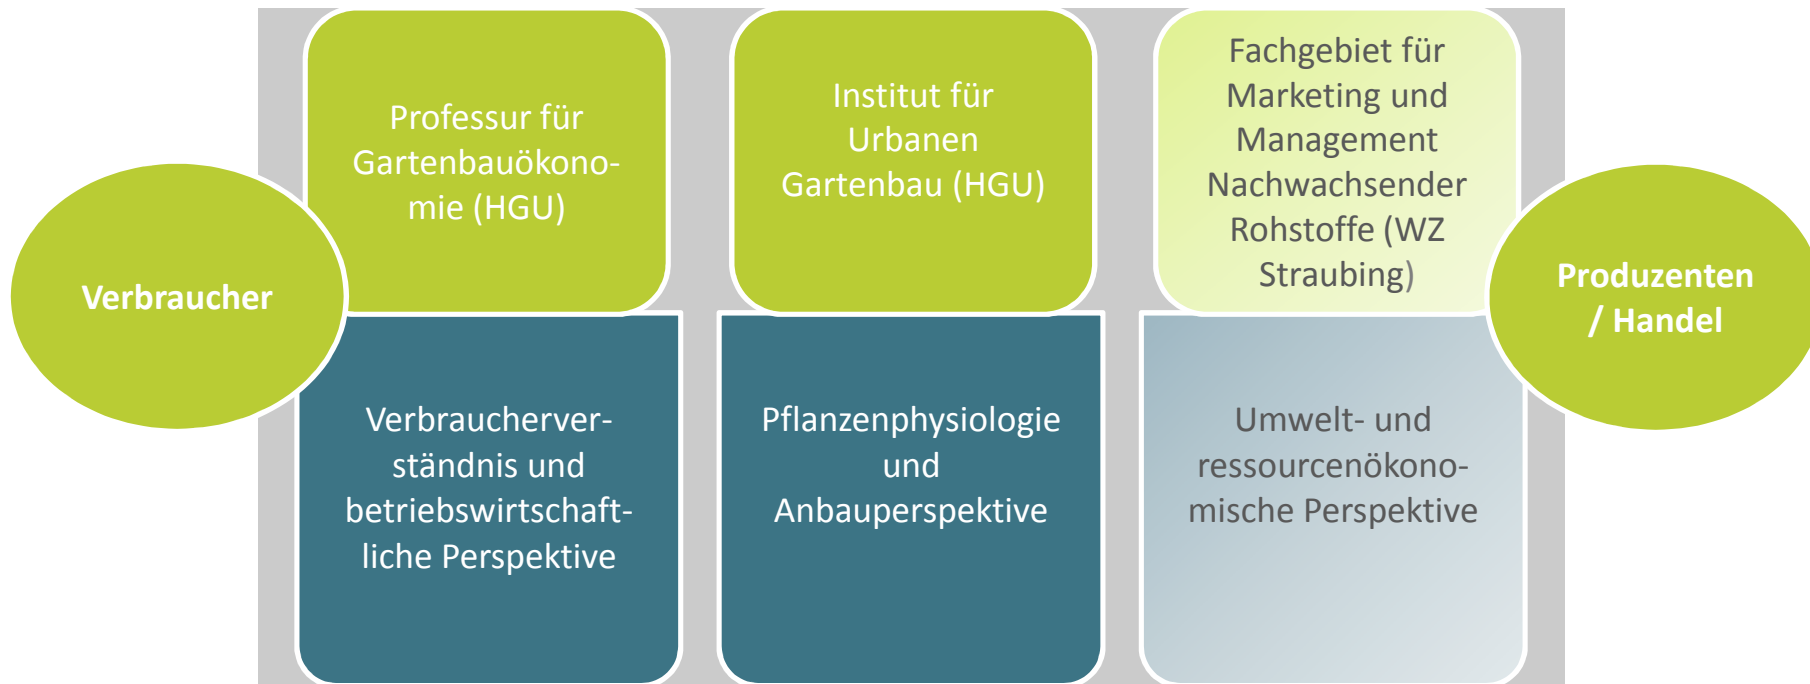 Professur für
Gartenbauökono-
mie (HGU)
Institut für
Urbanen
Gartenbau (HGU)
Fachgebiet für
Marketing und
Management
Nachwachsender
Rohstoffe (WZ
Straubing)
Verbraucher
Produzenten
/ Handel
Verbraucherver-
ständnis und
betriebswirtschaft-
liche Perspektive
Pflanzenphysiologie
und
Anbauperspektive
Umwelt- und
ressourcenökono-
mische Perspektive